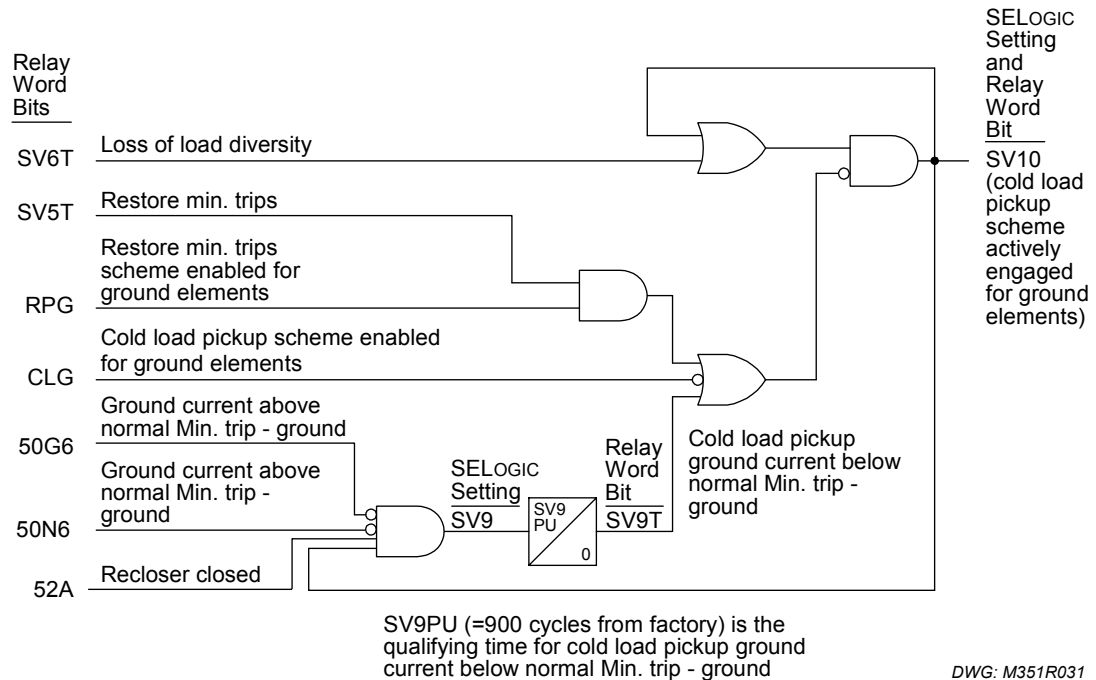 Relay
Word
Bits
SELOGIC
Setting
and
Relay
Word
Bit
SV6T
Loss of load diversity
SV10
(cold load
pickup
scheme
actively
engaged
for ground
elements)
SV5T
Restore min. trips
Restore min. trips
scheme enabled for
ground elements
RPG
Cold load pickup scheme enabled
for ground elements
CLG
Ground current above
normal Min. trip - ground
50G6
Ground current above
normal Min. trip -
ground
50N6
SELOGIC
Setting
SV9
SV9
PU
0
Relay
Word
Bit
SV9T
Cold load pickup
ground current below
normal Min. trip -
ground
Recloser closed
52A
SV9PU (=900 cycles from factory) is the
qualifying time for cold load pickup ground
current below normal Min. trip - ground
DWG: M351R031